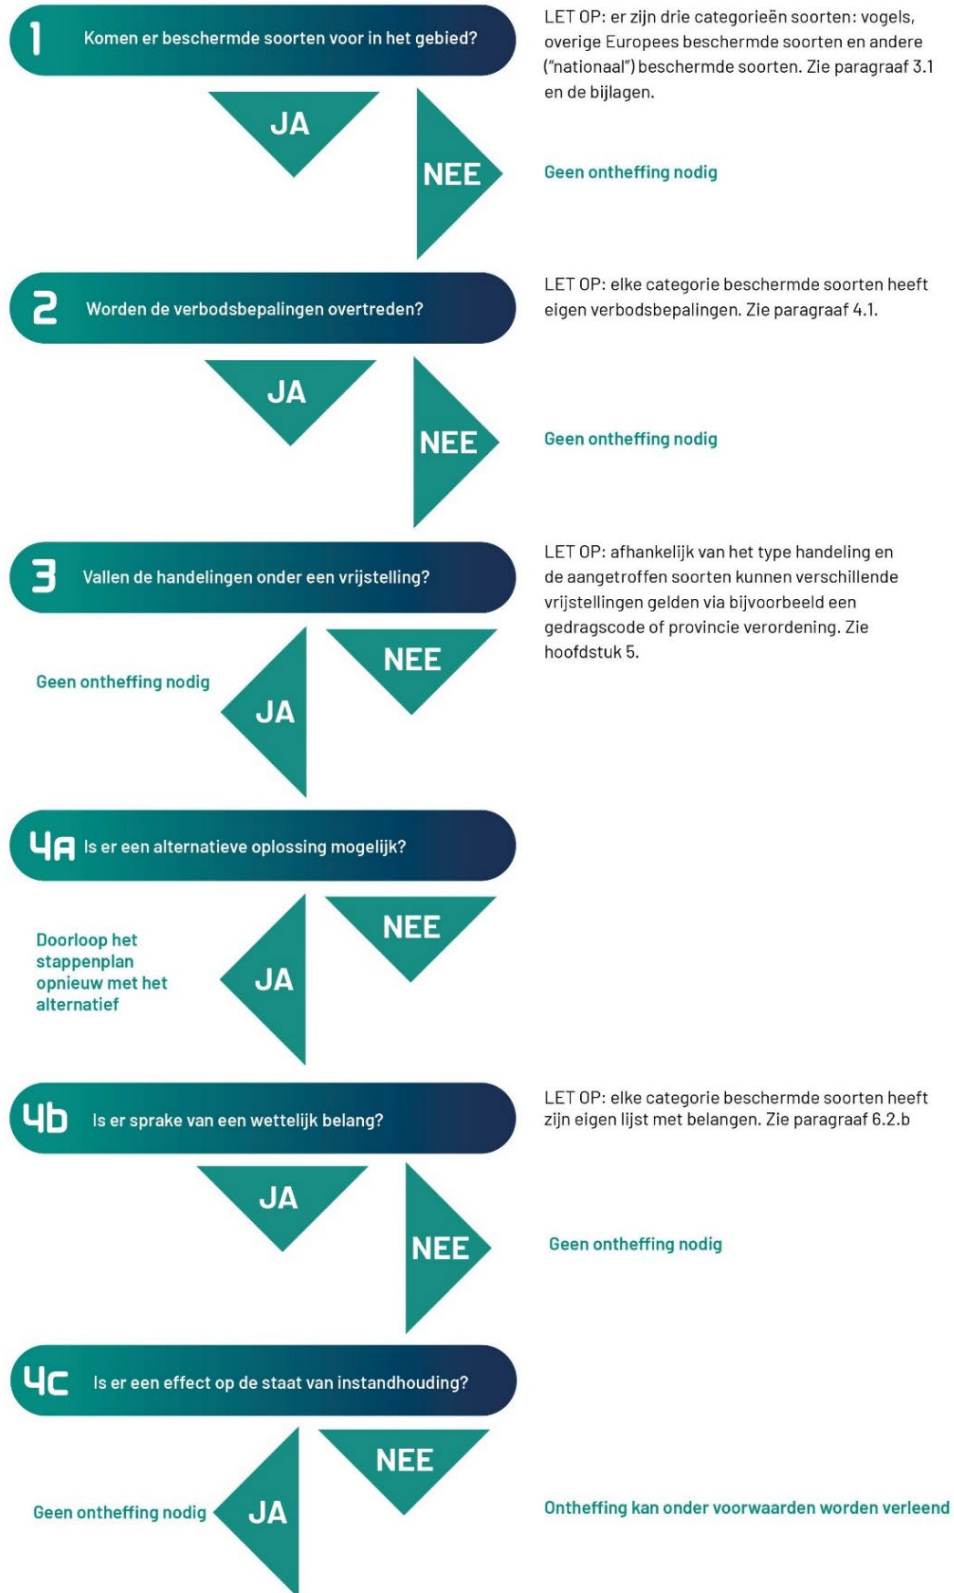 1 Komen er beschermde soorten voor in het gebied?
LET OP: er zijn drie categorieën soorten: vogels,
overige Europees beschermde soorten en andere
("nationaal") beschermde soorten. Zie paragraaf 3.1
en de bijlagen.
JA
NEE
Geen ontheffing nodig
2 Worden de verbodsbepalingen overtreden?
LET OP: elke categorie beschermde soorten heeft
eigen verbodsbepalingen. Zie paragraaf 4.1.
JA
NEE
Geen ontheffing nodig
3 Vallen de handelingen onder een vrijstelling?
LET OP: afhankelijk van het type handeling en
de aangetroffen soorten kunnen verschillende
vrijstellingen gelden via bijvoorbeeld een
gedragscode of provincie verordening. Zie
hoofdstuk 5.
NEE
Geen ontheffing nodig
JA
4A Is er een alternatieve oplossing mogelijk?
NEE
Doorloop het
stappenplan
opnieuw met het
alternatief
JA
4b Is er sprake van een wettelijk belang?
LET OP: elke categorie beschermde soorten heeft
zijn eigen lijst met belangen. Zie paragraaf 6.2.b
JA
NEE
Geen ontheffing nodig
4c Is er een effect op de staat van instandhouding?
NEE
Geen ontheffing nodig
JA
Ontheffing kan onder voorwaarden worden verleend